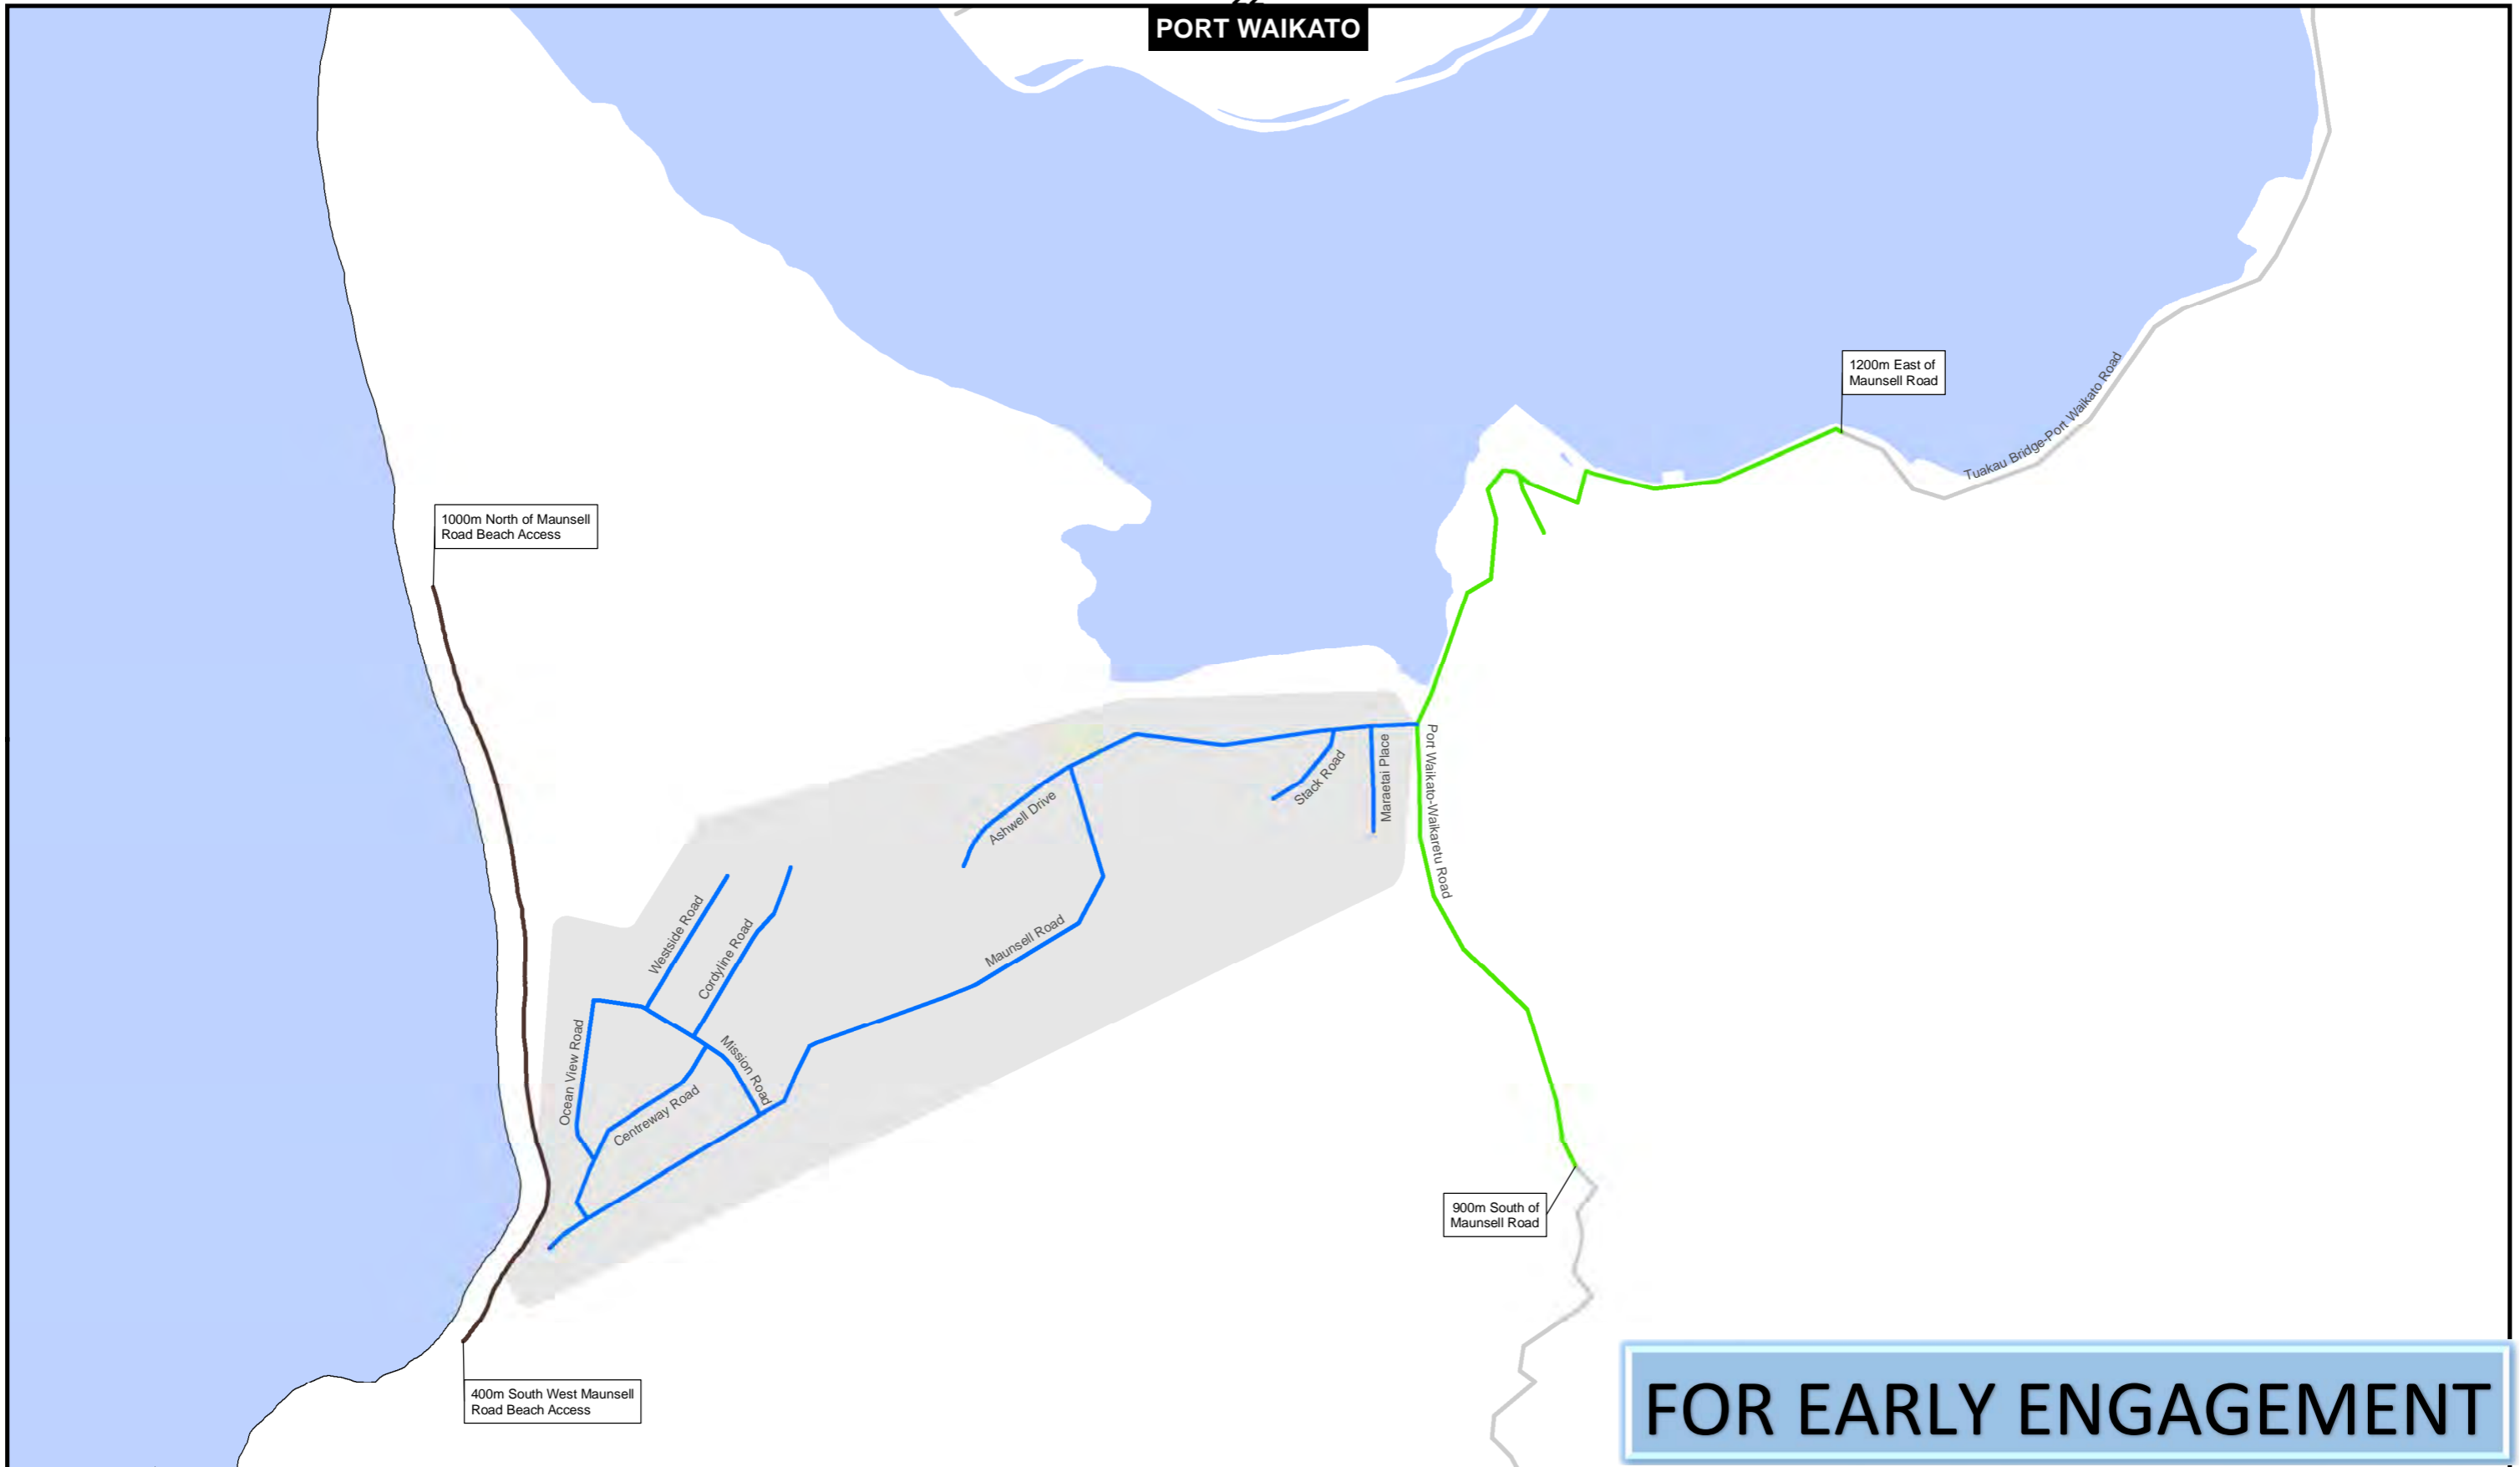 PORT WAIKATO
1200m East of
Maunsell Road
Tuakau Bridge-Port Waikato Road
1000m North of Maunsell
Road Beach Access
Port Waikato-Waikaretu Road
Maraetai Place
Stack Road
Ashwell Drive
Maunsell Road
Westside Road
Cordyline Road
Mission Road
Ocean View Road
Centreway Road
900m South of
Maunsell Road
400m South West Maunsell
Road Beach Access
FOR EARLY ENGAGEMENT